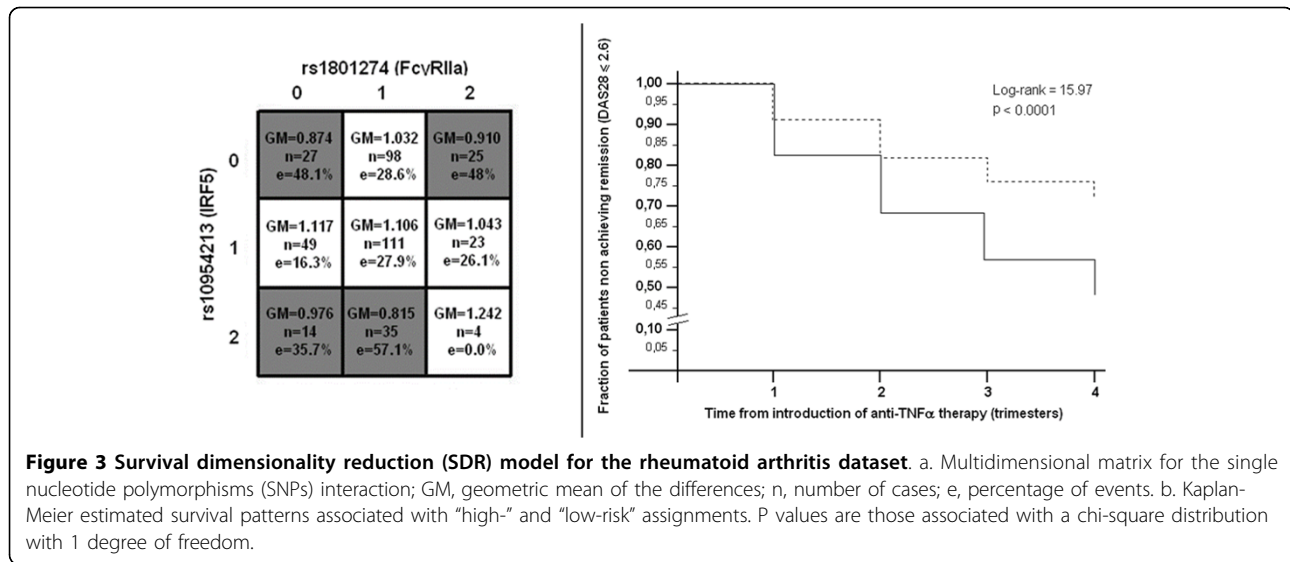 rs1801274 (FcγRIIa)
0 1 2
rs10954213 (IRF5)
0
GM=0.874
n=27
e=48.1%
GM=1.032
n=98
e=28.6%
GM=0.910
n=25
e=48%
1
GM=1.117
n=49
e=16.3%
GM=1.106
n=111
e=27.9%
GM=1.043
n=23
e=26.1%
2
GM=0.976
n=14
e=35.7%
GM=0.815
n=35
e=57.1%
GM=1.242
n=4
e=0.0%
Fraction of patients non achieving remission (DAS28 ⩽ 2.6)
1,00
0,95
0,90
0,85
0,80
0,75
0,70
0,65
0,60
0,55
0,50
0,45
0,10
0,05
Log-rank = 15.97
p < 0.0001
1 2 3 4
Time from introduction of anti-TNFα therapy (trimesters)
Figure 3 Survival dimensionality reduction (SDR) model for the rheumatoid arthritis dataset. a. Multidimensional matrix for the single
nucleotide polymorphisms (SNPs) interaction; GM, geometric mean of the differences; n, number of cases; e, percentage of events. b. Kaplan-
Meier estimated survival patterns associated with “high-” and “low-risk” assignments. P values are those associated with a chi-square distribution
with 1 degree of freedom.